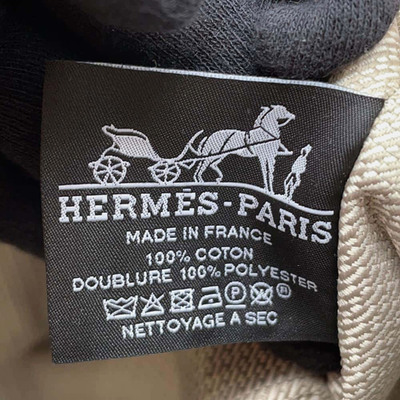 HERMÈS-PARIS
MADE IN FRANCE
100% COTON
DOUBLURE 100% POLYESTER
NETTOYAGE A SEC